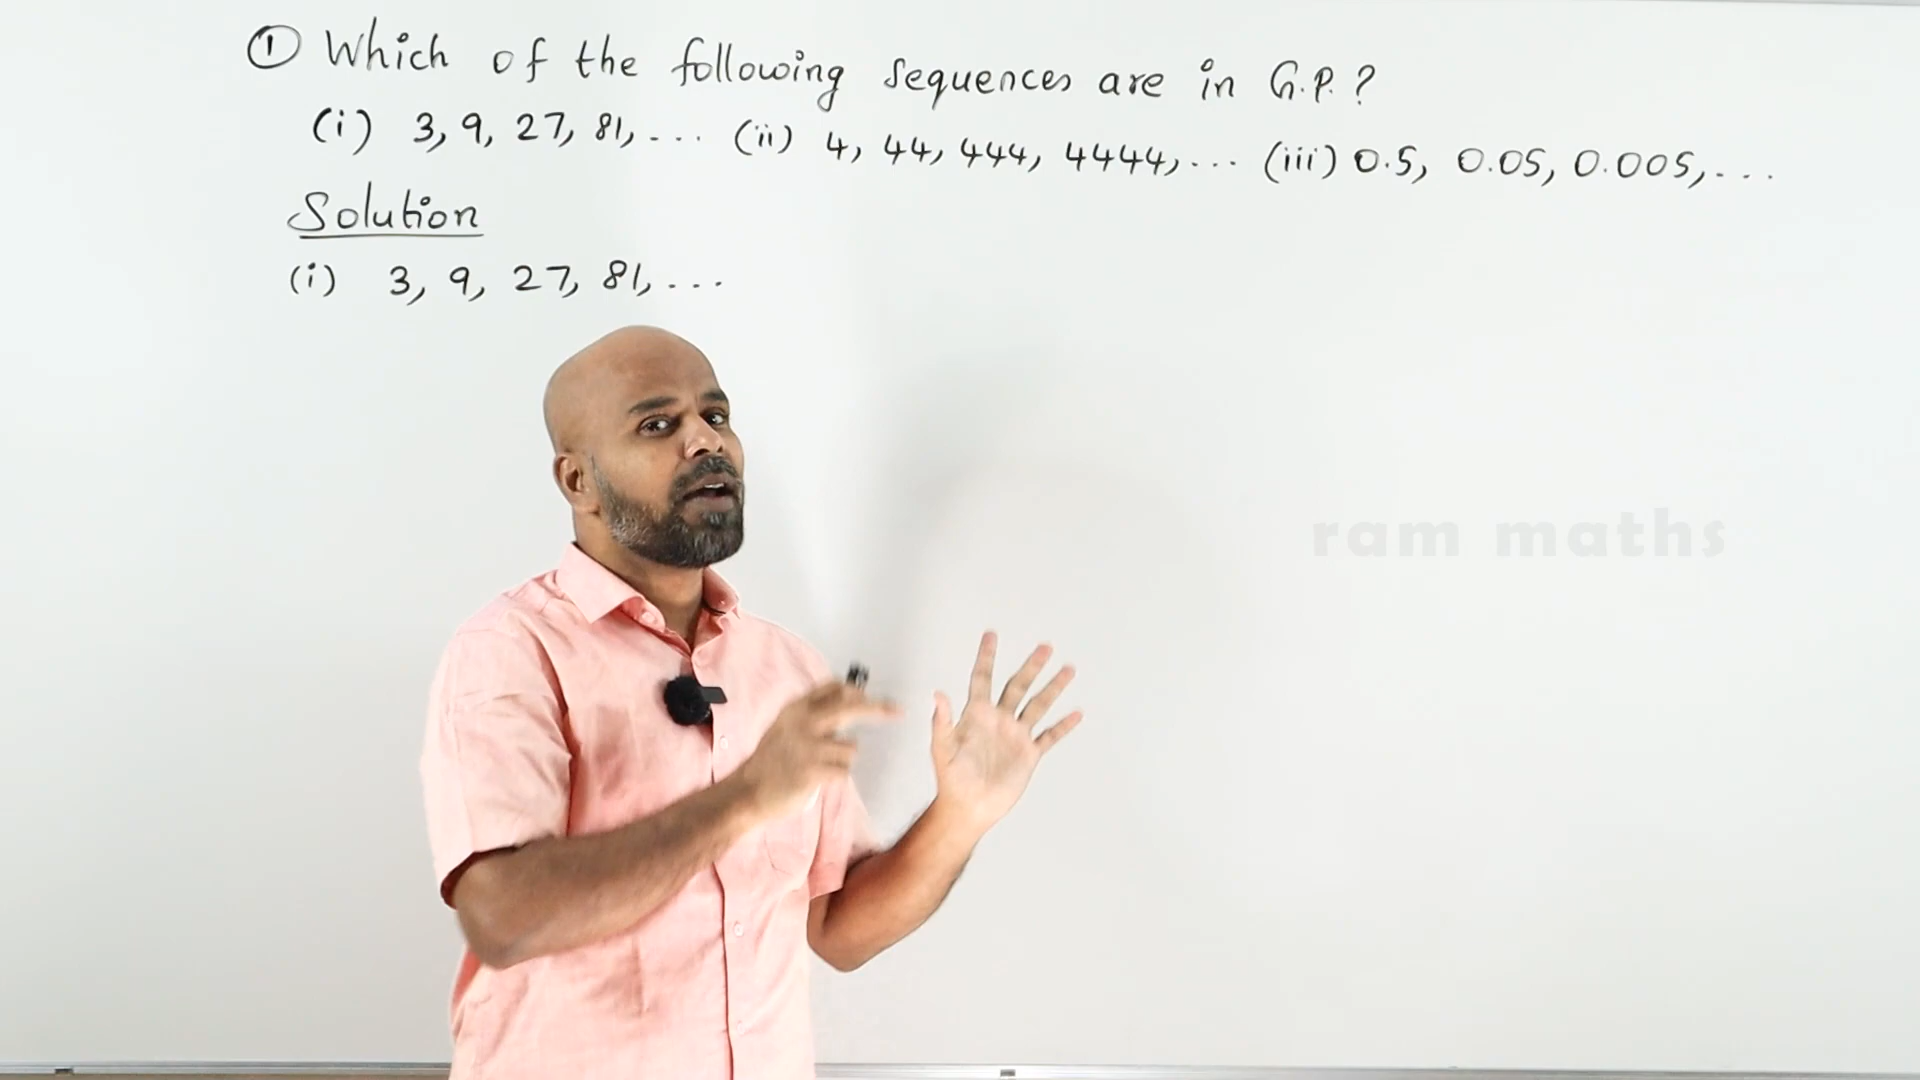 ① Which of the following sequences are in G.P.?
(i) 3, 9, 27, 81, ... (ii) 4, 44, 444, 4444, ... (iii) 0.5, 0.05, 0.005, ...
Solution
(i) 3, 9, 27, 81, ...
ram maths